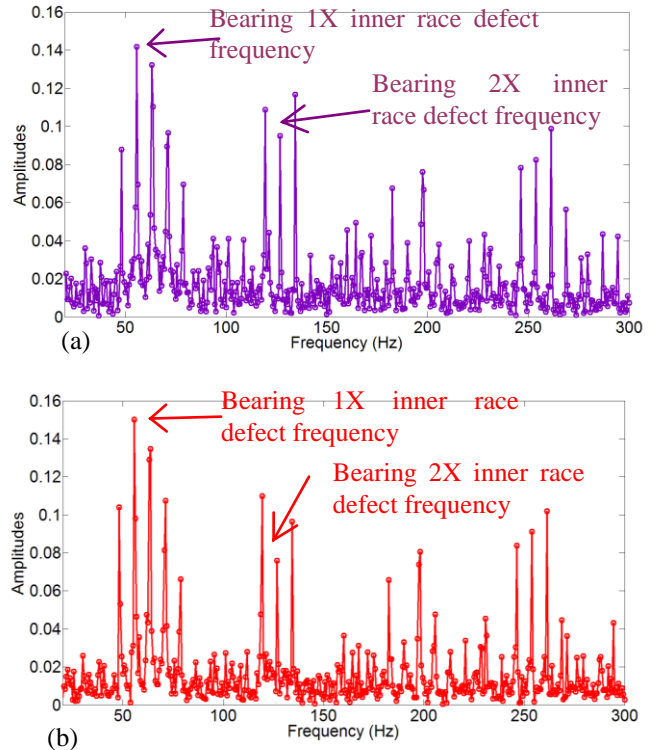 0.16
Bearing 1X inner race defect
frequency
0.14
Bearing 2X inner
race defect frequency
0.12
0.1
0.08
0.06
0.04
0.02
0
Amplitudes
50 100 150 200 250 300
Frequency (Hz)
(a)
0.16
Bearing 1X inner race
defect frequency
0.14
Bearing 2X inner race
defect frequency
0.12
0.1
0.08
0.06
0.04
0.02
0
Amplitudes
50 100 150 200 250 300
Frequency (Hz)
(b)